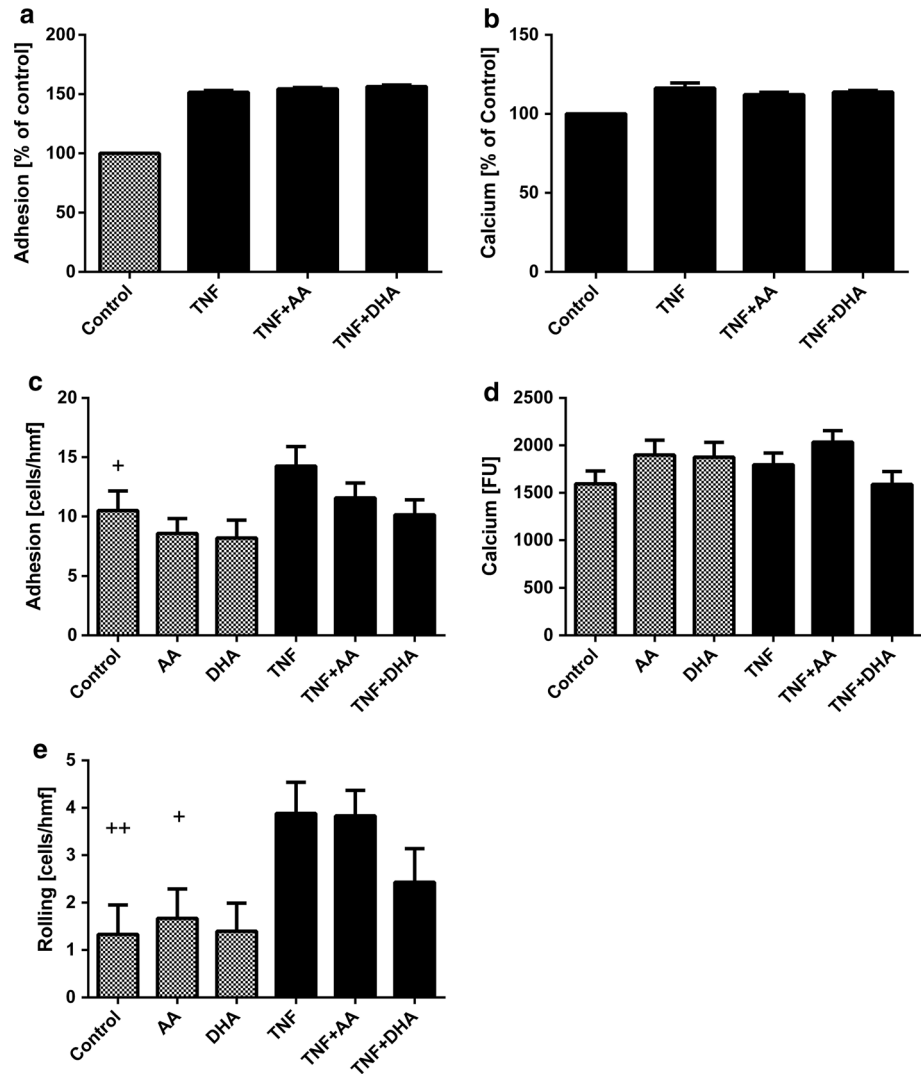 a
Adhesion [% of control]
200
150
100
50
0
Control
TNF
TNF+AA
TNF+DHA
b
Calcium [% of Control]
150
100
50
0
Control
TNF
TNF+AA
TNF+DHA
c
Adhesion [cells/hmf]
20
15
10
5
0
+
Control
AA
DHA
TNF
TNF+AA
TNF+DHA
d
Calcium [FU]
2500
2000
1500
1000
500
0
Control
AA
DHA
TNF
TNF+AA
TNF+DHA
e
Rolling [cells/hmf]
5
4
3
2
1
0
++
+
Control
AA
DHA
TNF
TNF+AA
TNF+DHA